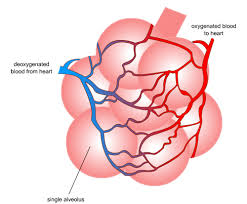 oxygenated blood
to heart
deoxygenated
blood from heart
single alveolus